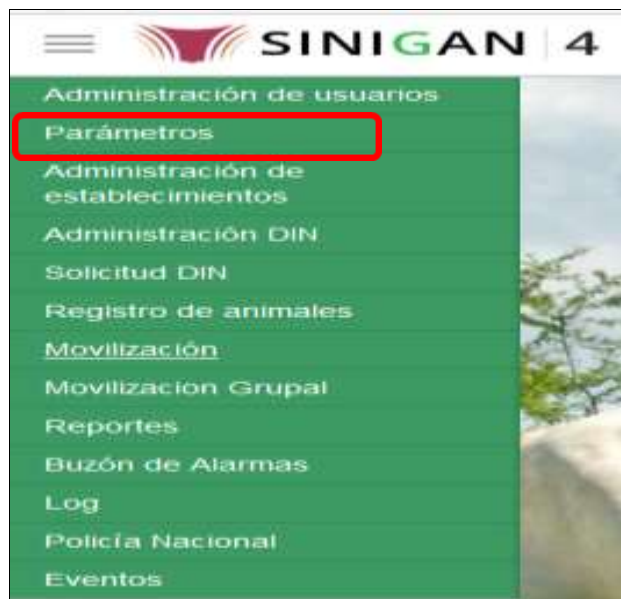 SINIGAN 4
Administración de usuarios
Parámetros
Administración de
establecimientos
Administración DIN
Solicitud DIN
Registro de animales
Movilización
Movilizacion Grupal
Reportes
Buzón de Alarmas
Log
Policía Nacional
Eventos